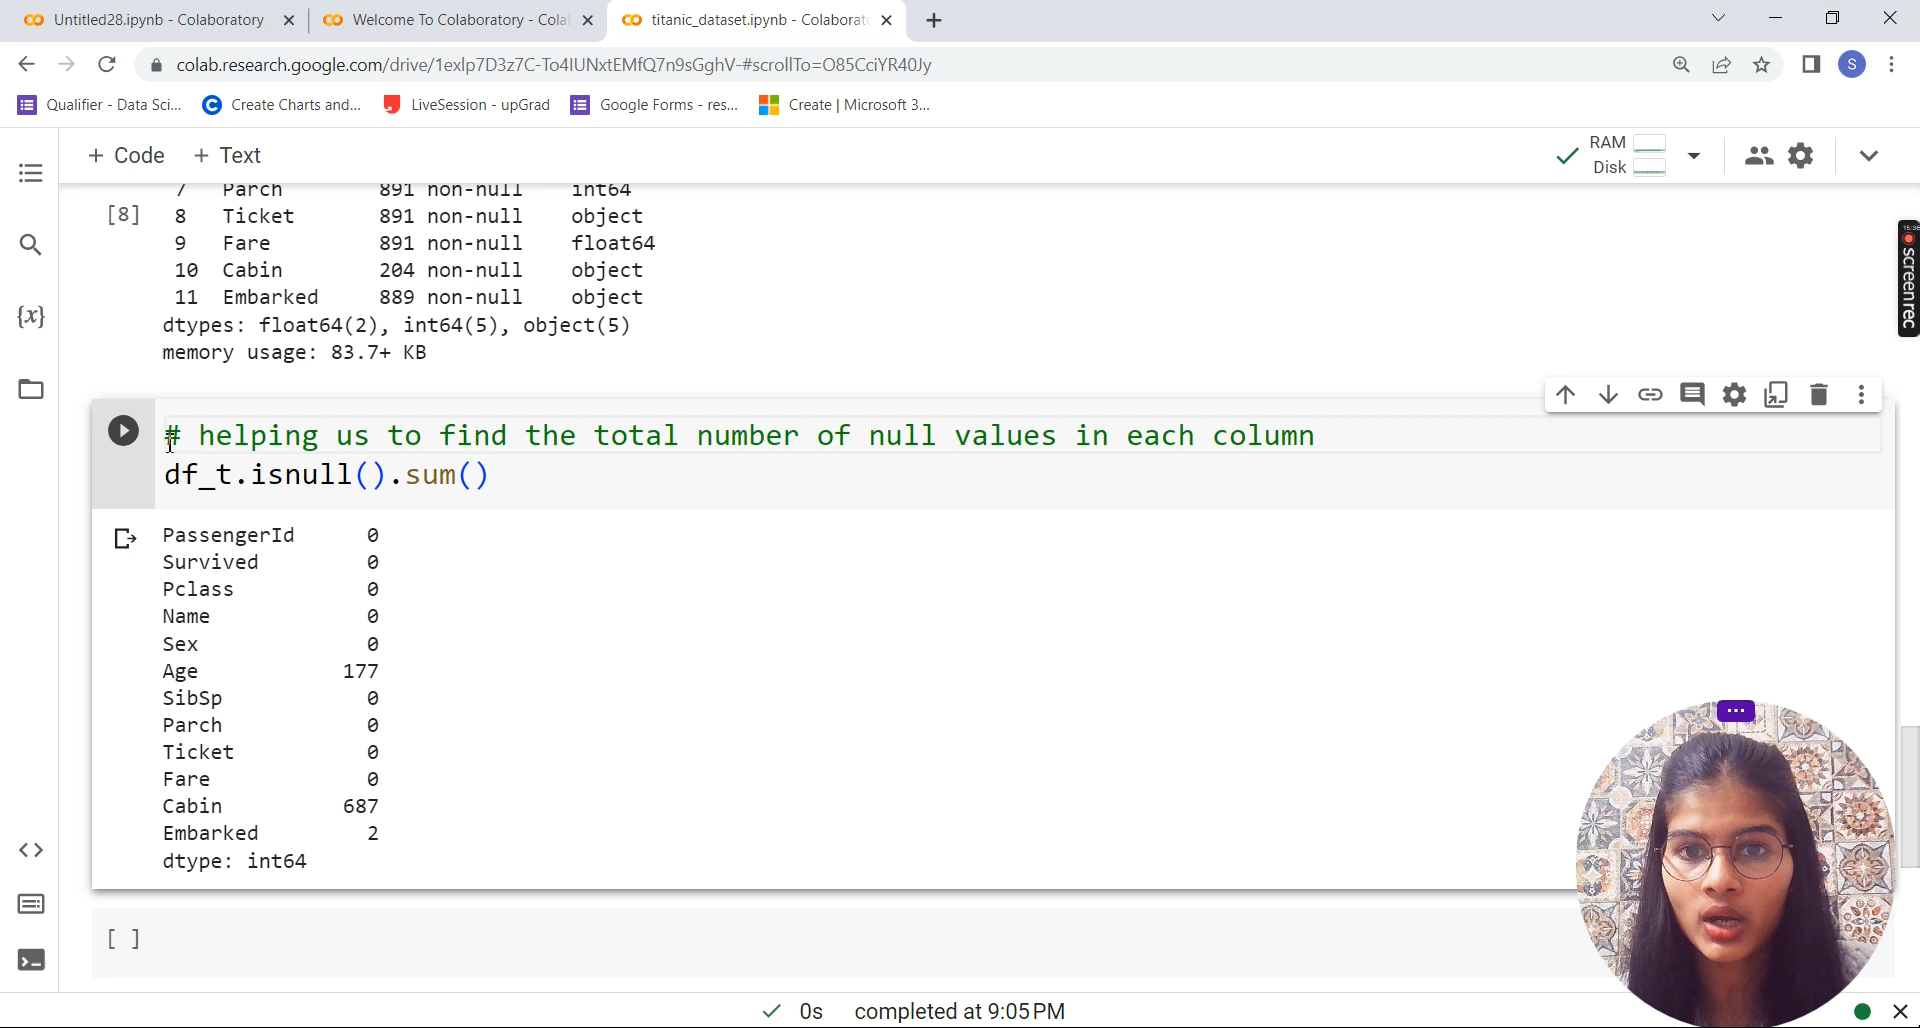 Untitled28.ipynb - Colaboratory
Welcome To Colaboratory - Cola
titanic_dataset.ipynb - Colaborato
colab.research.google.com/drive/1exlp7D3z7C-To4IUNxtEMfQ7n9sGghV-#scrollTo=O85CciYR40Jy
S
Qualifier - Data Sci...
Create Charts and...
LiveSession - upGrad
Google Forms - res...
Create | Microsoft 3...
+ Code + Text
RAM
Disk
7 Parch 891 non-null int64
[8] 8 Ticket 891 non-null object
9 Fare 891 non-null float64
10 Cabin 204 non-null object
11 Embarked 889 non-null object
dtypes: float64(2), int64(5), object(5)
memory usage: 83.7+ KB
15:36
screenrec
# helping us to find the total number of null values in each column
df_t.isnull().sum()
PassengerId 0
Survived 0
Pclass 0
Name 0
Sex 0
Age 177
SibSp 0
Parch 0
Ticket 0
Fare 0
Cabin 687
Embarked 2
dtype: int64
[ ]
0s completed at 9:05 PM